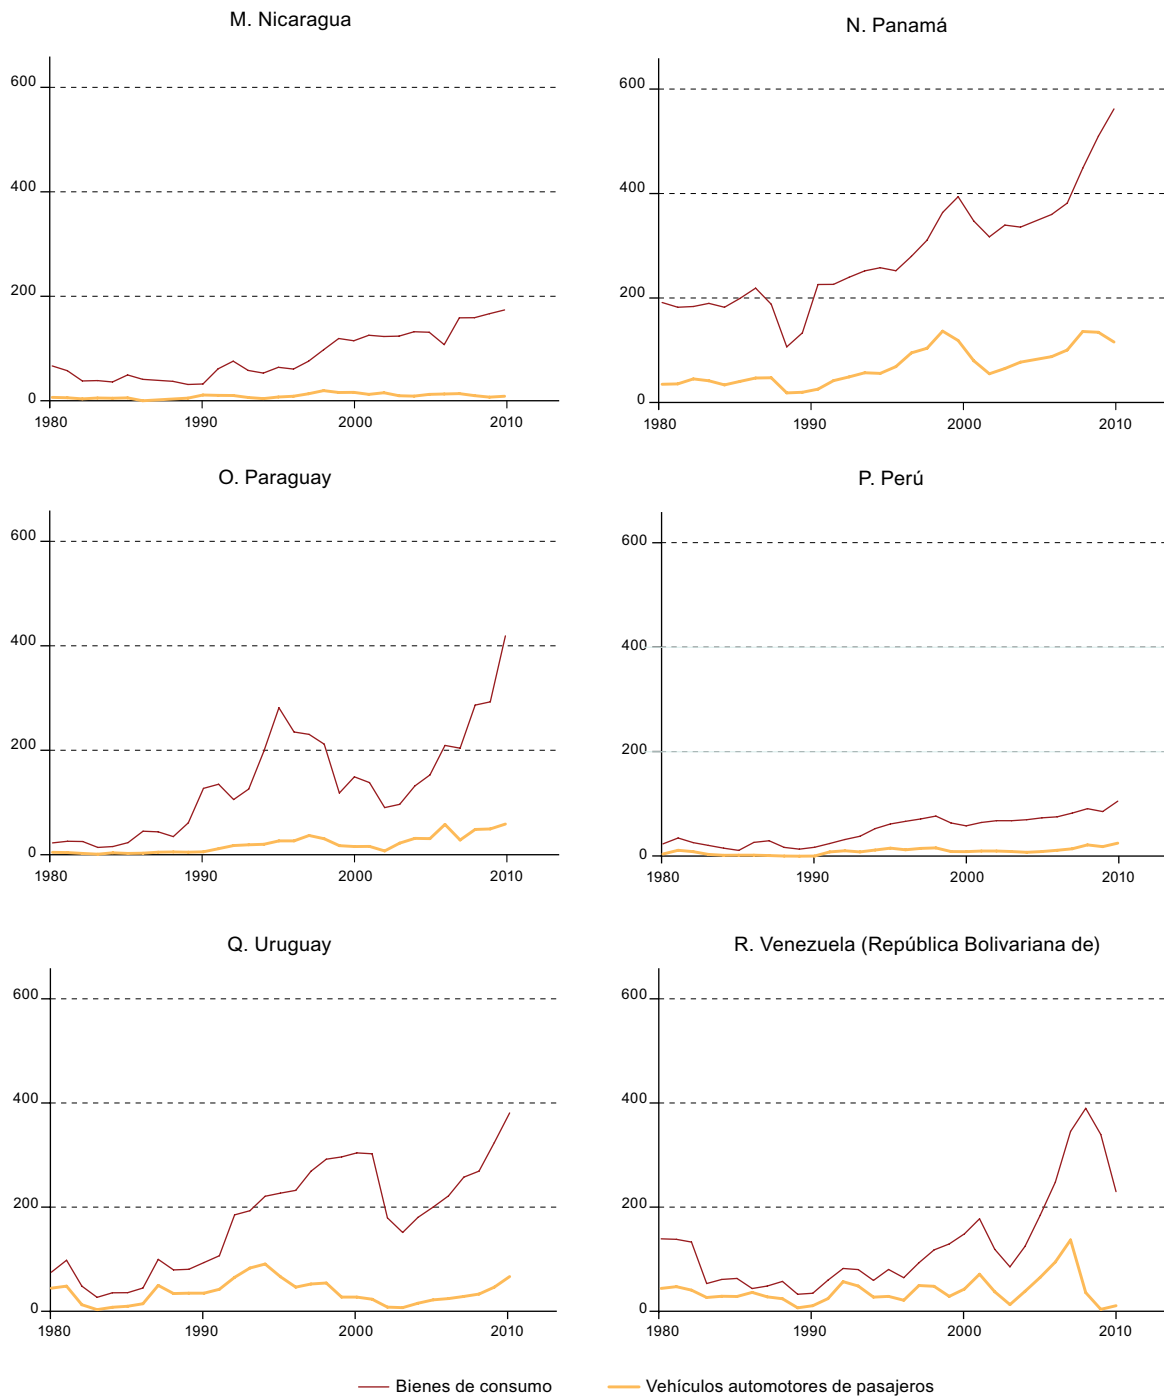 M. Nicaragua
600
400
200
0
1980 1990 2000 2010
N. Panamá
600
400
200
0
1980 1990 2000 2010
O. Paraguay
600
400
200
0
1980 1990 2000 2010
P. Perú
600
400
200
0
1980 1990 2000 2010
Q. Uruguay
600
400
200
0
1980 1990 2000 2010
R. Venezuela (República Bolivariana de)
600
400
200
0
1980 1990 2000 2010
Bienes de consumo Vehículos automotores de pasajeros